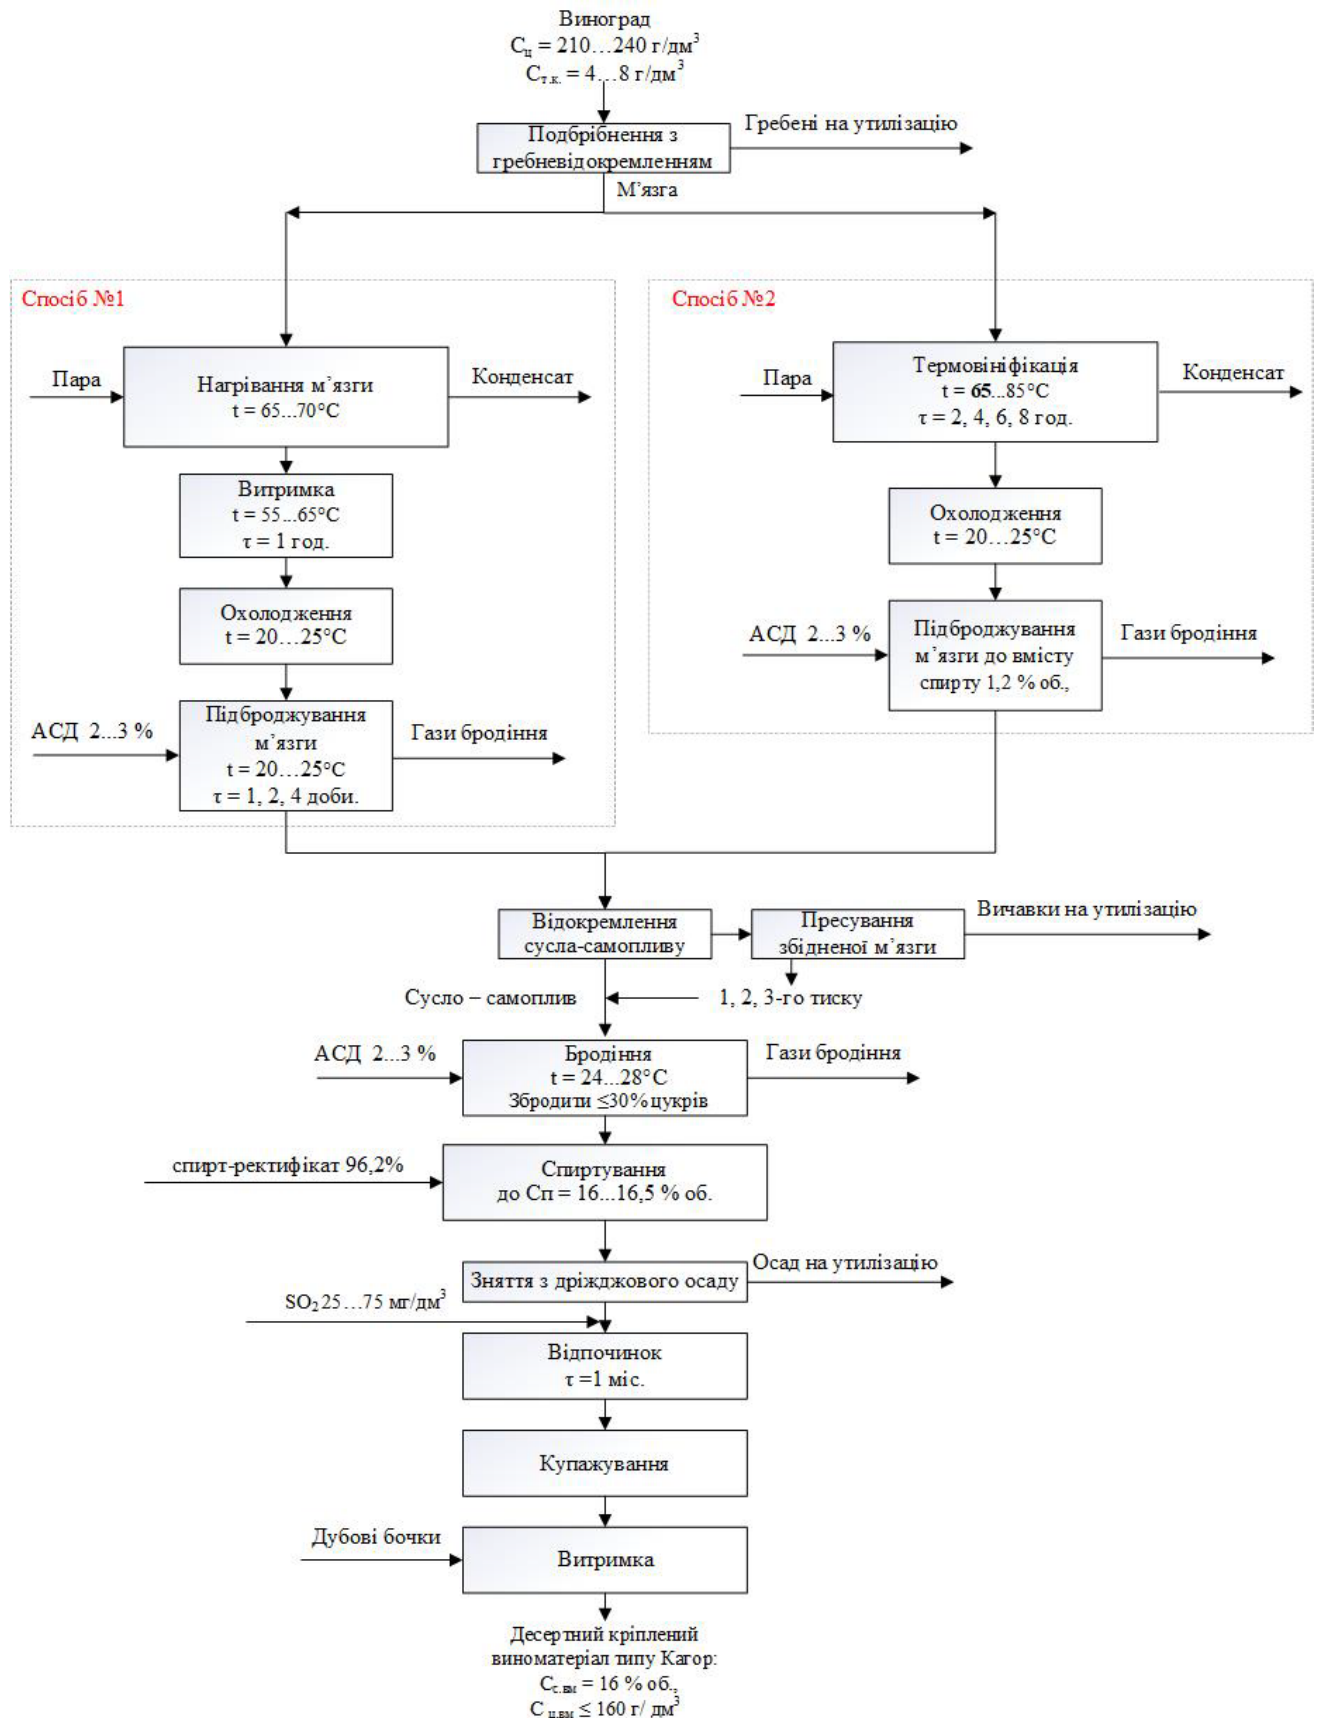 Виноград
Сц = 210…240 г/дм³
Ст.к. = 4…8 г/дм³
Подбрібнення з
гребневідокремленням
Гребені на утилізацію
М’язга
Спосіб №1
Пара
Нагрівання м’язги
t = 65...70°C
Конденсат
Витримка
t = 55...65°C
τ = 1 год.
Охолодження
t = 20…25°C
АСД 2...3 %
Підброджування
м’язги
t = 20…25°C
τ = 1, 2, 4 доби.
Гази бродіння
Спосіб №2
Пара
Термовініфікація
t = 65...85°C
τ = 2, 4, 6, 8 год.
Конденсат
Охолодження
t = 20…25°C
АСД 2...3 %
Підброджування
м’язги до вмісту
спирту 1,2 % об.,
Гази бродіння
Відокремлення
сусла-самопливу
Пресування
збідненої м’язги
Вичавки на утилізацію
Сусло – самоплив
1, 2, 3-го тиску
АСД 2...3 %
Бродіння
t = 24...28°C
Збродити ≤30% цукрів
Гази бродіння
спирт-ректифікат 96,2%
Спиртування
до Сп = 16...16,5 % об.
Зняття з дріжджового осаду
Осад на утилізацію
SO₂ 25…75 мг/дм³
Відпочинок
τ =1 міс.
Купажування
Дубові бочки
Витримка
Десертний кріплений
виноматеріал типу Кагор:
Сс.вм = 16 % об.,
С ц.вм ≤ 160 г/ дм³